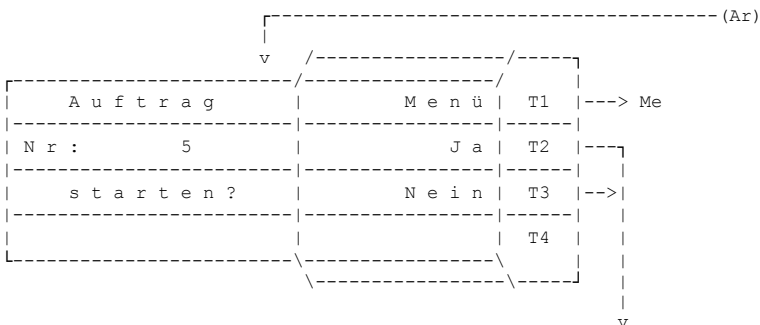 (Ar)
v
A u f t r a g M e n ü T1 ---> Me
N r : 5 J a T2
s t a r t e n ? N e i n T3 -->
T4
v